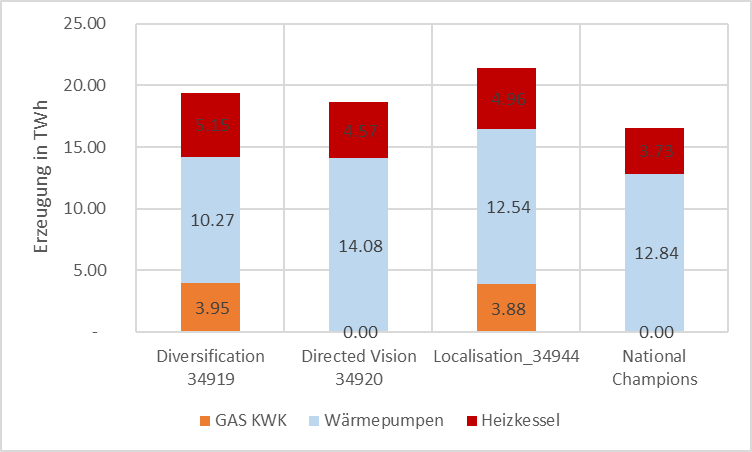 25.00
20.00
15.00
10.00
5.00
-
Erzeugung in TWh
5.15
10.27
3.95
4.57
14.08
0.00
4.96
12.54
3.88
3.73
12.84
0.00
Diversification
34919
Directed Vision
34920
Localisation_34944
National
Champions
GAS KWK
Wärmepumpen
Heizkessel